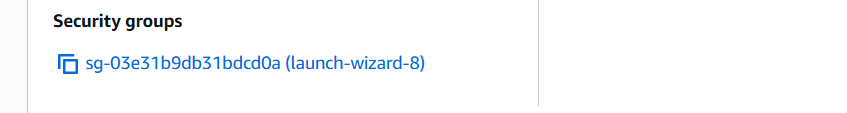 Security groups
sg-03e31b9db31bdcd0a (launch-wizard-8)